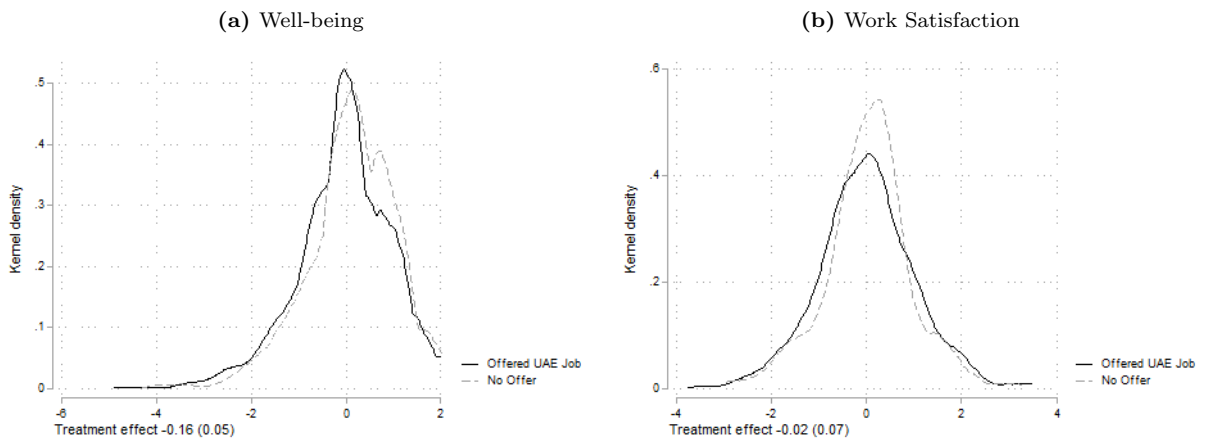 (a) Well-being
(b) Work Satisfaction
Kernel density
.5
.4
.3
.2
.1
0
-6
-4
-2
0
2
Offered UAE Job
No Offer
Treatment effect -0.16 (0.05)
Kernel density
.6
.4
.2
0
-4
-2
0
2
4
Offered UAE Job
No Offer
Treatment effect -0.02 (0.07)